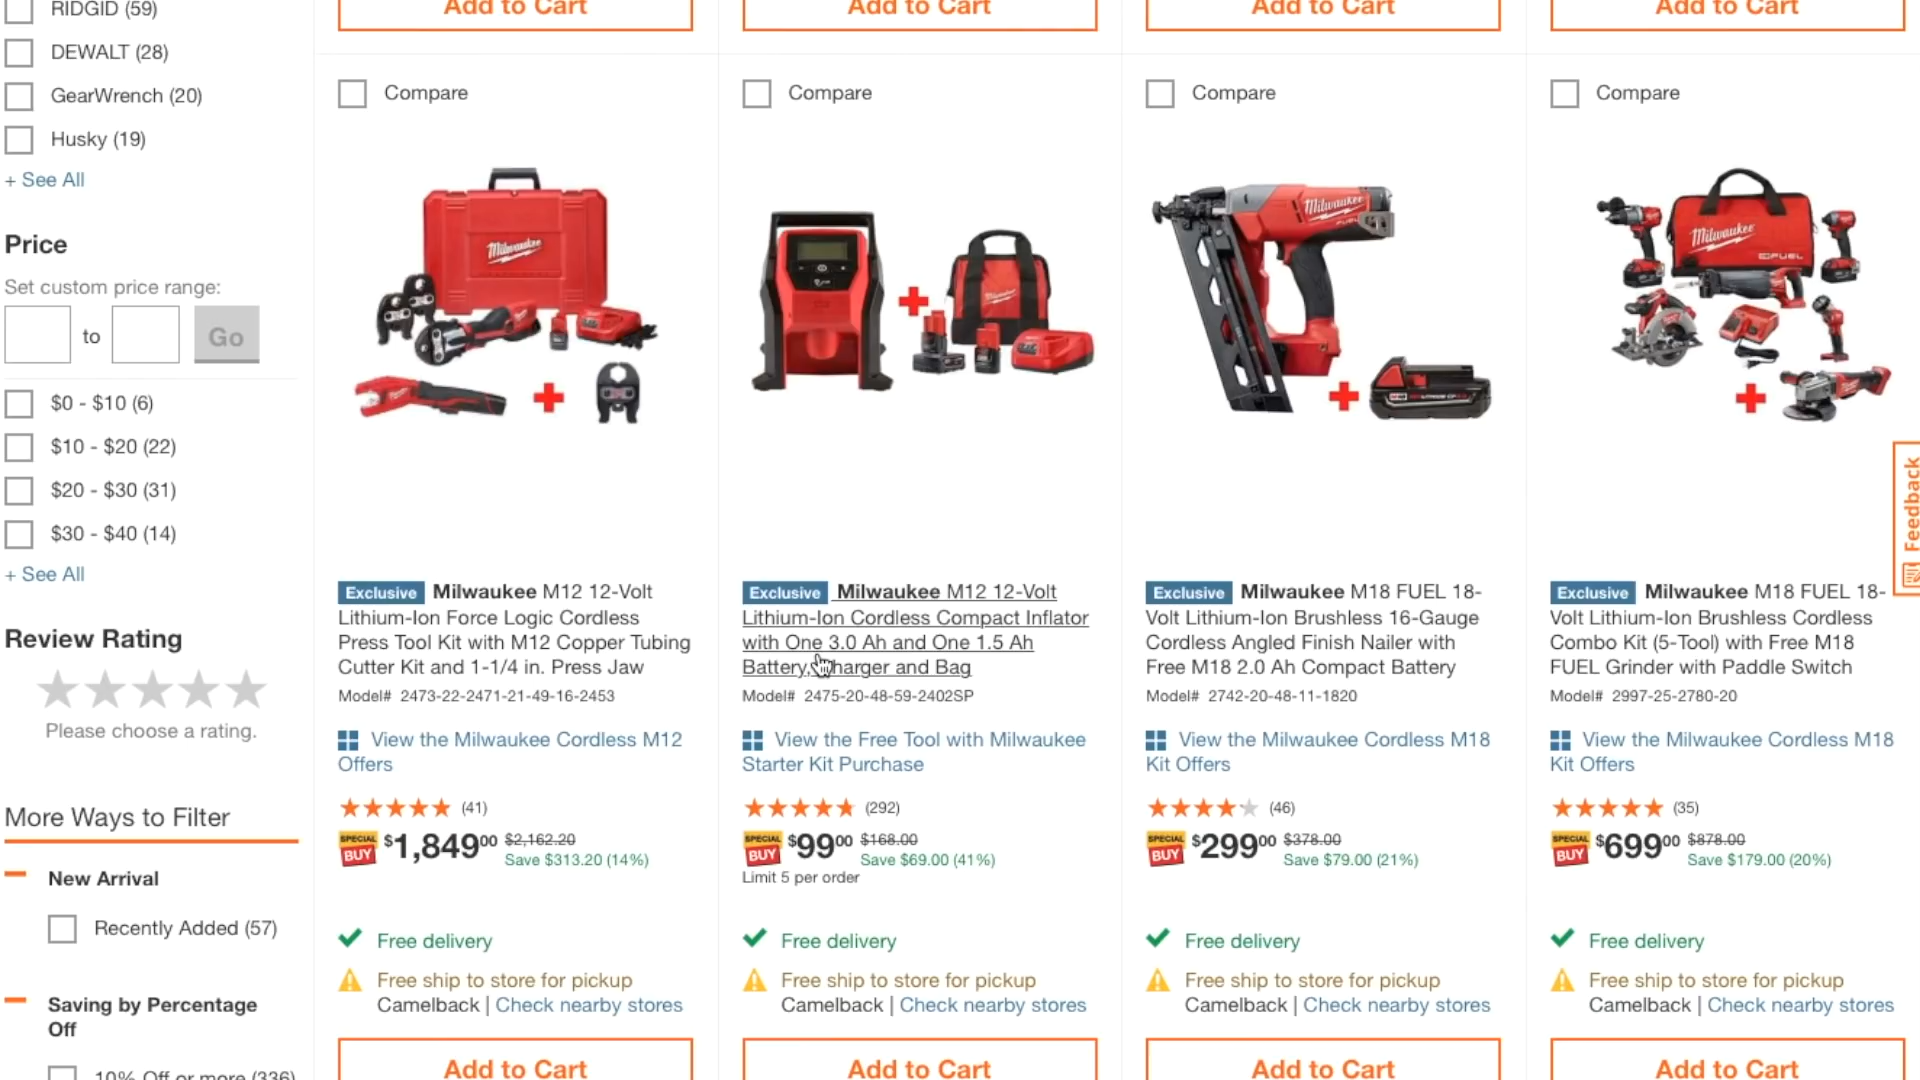 RIDGID (59)
DEWALT (28)
GearWrench (20)
Husky (19)
+ See All
Price
Set custom price range:
to
Go
$0 - $10 (6)
$10 - $20 (22)
$20 - $30 (31)
$30 - $40 (14)
+ See All
Review Rating
Please choose a rating.
More Ways to Filter
New Arrival
Recently Added (57)
Saving by Percentage
Off
10% Off or more (336)
Add to Cart
Compare
Milwaukee
Exclusive Milwaukee M12 12-Volt
Lithium-Ion Force Logic Cordless
Press Tool Kit with M12 Copper Tubing
Cutter Kit and 1-1/4 in. Press Jaw
Model# 2473-22-2471-21-49-16-2453
View the Milwaukee Cordless M12
Offers
(41)
SPECIAL
BUY
$1,84900 $2,162.20
Save $313.20 (14%)
Free delivery
Free ship to store for pickup
Camelback | Check nearby stores
Add to Cart
Add to Cart
Compare
Exclusive Milwaukee M12 12-Volt
Lithium-Ion Cordless Compact Inflator
with One 3.0 Ah and One 1.5 Ah
Battery, Charger and Bag
Model# 2475-20-48-59-2402SP
View the Free Tool with Milwaukee
Starter Kit Purchase
(292)
SPECIAL
BUY
$9900 $168.00
Save $69.00 (41%)
Limit 5 per order
Free delivery
Free ship to store for pickup
Camelback | Check nearby stores
Add to Cart
Add to Cart
Compare
Milwaukee
FUEL
Exclusive Milwaukee M18 FUEL 18-
Volt Lithium-Ion Brushless 16-Gauge
Cordless Angled Finish Nailer with
Free M18 2.0 Ah Compact Battery
Model# 2742-20-48-11-1820
View the Milwaukee Cordless M18
Kit Offers
(46)
SPECIAL
BUY
$29900 $378.00
Save $79.00 (21%)
Free delivery
Free ship to store for pickup
Camelback | Check nearby stores
Add to Cart
Add to Cart
Compare
Milwaukee
FUEL
Exclusive Milwaukee M18 FUEL 18-
Volt Lithium-Ion Brushless Cordless
Combo Kit (5-Tool) with Free M18
FUEL Grinder with Paddle Switch
Model# 2997-25-2780-20
View the Milwaukee Cordless M18
Kit Offers
(35)
SPECIAL
BUY
$69900 $878.00
Save $179.00 (20%)
Free delivery
Free ship to store for pickup
Camelback | Check nearby stores
Add to Cart
Feedback